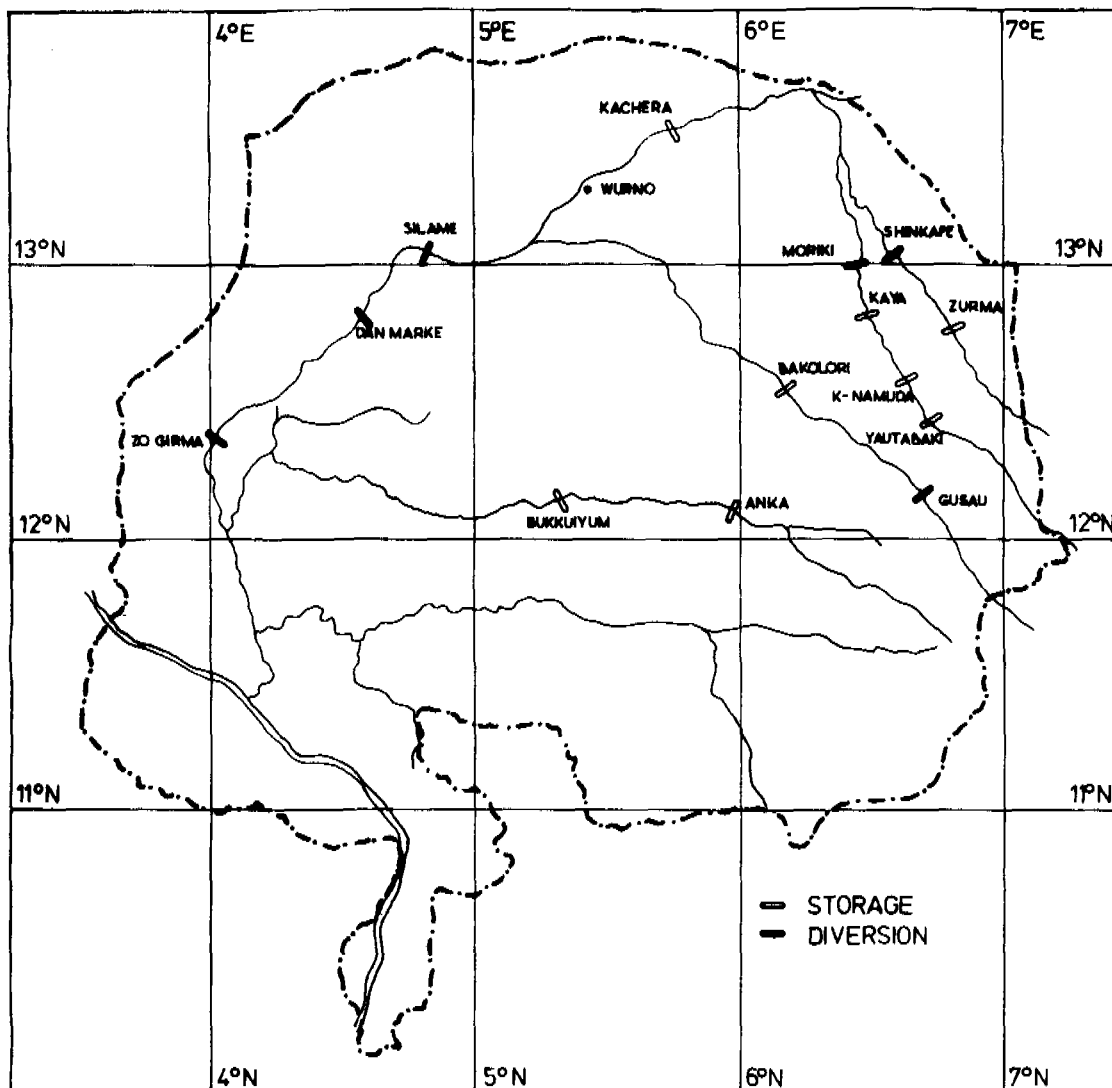 4°E
5°E
6°E
7°E
KACHERA
WURNO
SILAME
SHINKAFE
13°N
MORIKI
13°N
KAYA
ZURMA
DAN MARKE
BAKOLORI
K-NAMUDA
ZO GIRMA
YAUTABAKI
ANKA
GUSAU
BUKKUIYUM
12°N
12°N
11°N
11°N
STORAGE
DIVERSION
4°N
5°N
6°N
7°N